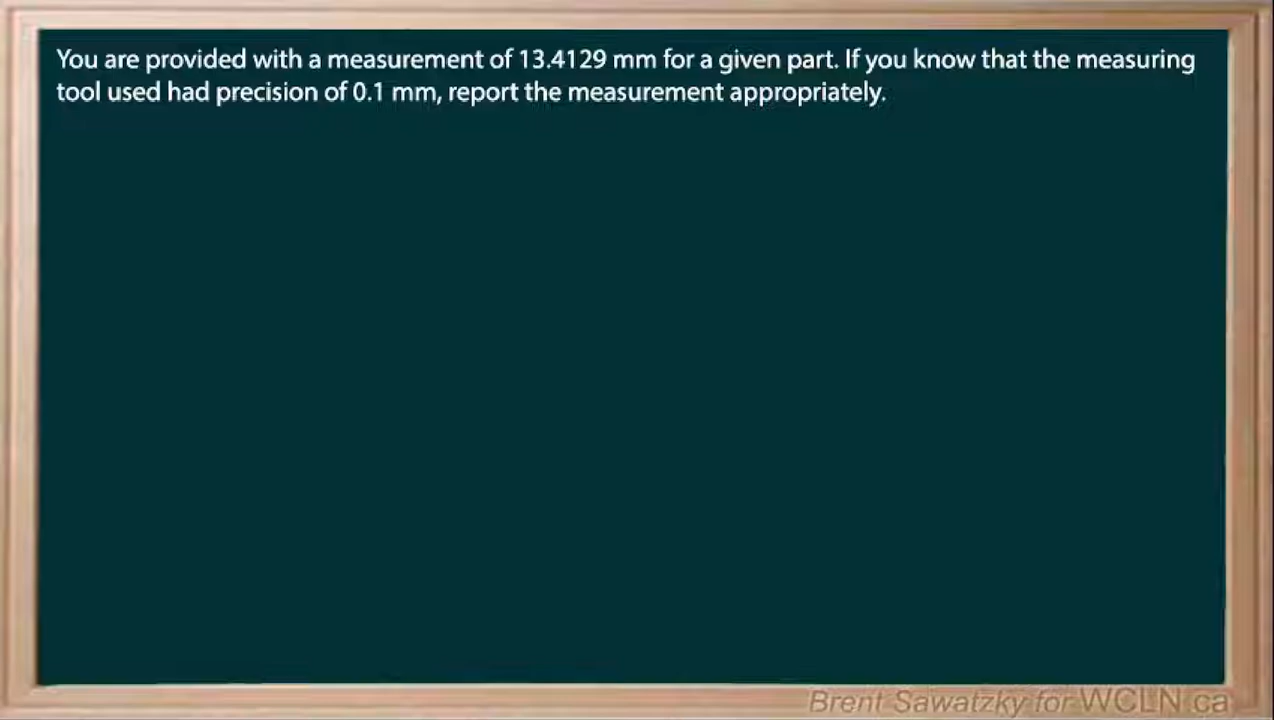 You are provided with a measurement of 13.4129 mm for a given part. If you know that the measuring
tool used had precision of 0.1 mm, report the measurement appropriately.
Brent Sawatzky for WCLN.ca